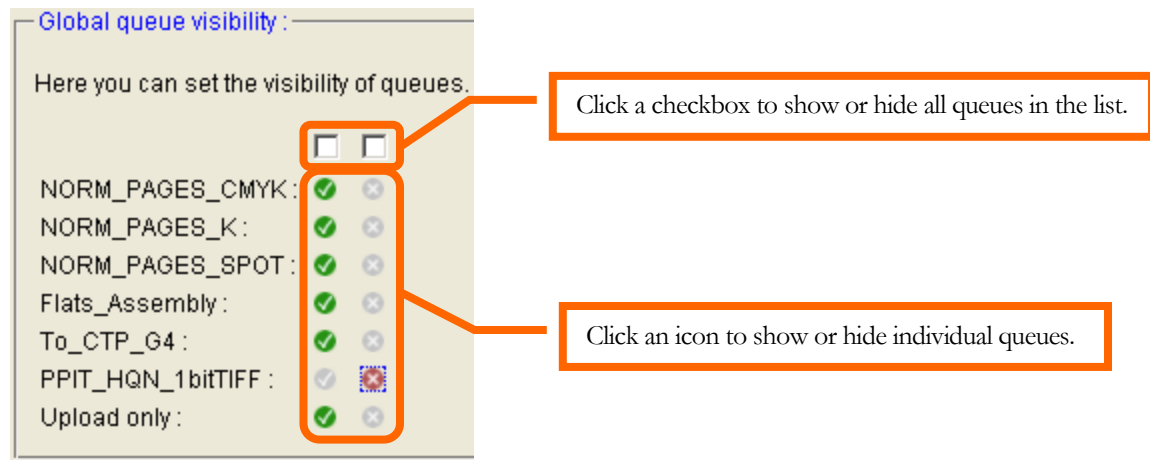 Global queue visibility :
Here you can set the visibility of queues.
Click a checkbox to show or hide all queues in the list.
NORM_PAGES_CMYK :
NORM_PAGES_K :
NORM_PAGES_SPOT :
Flats_Assembly :
To_CTP_G4 :
Click an icon to show or hide individual queues.
PPIT_HQN_1bitTIFF :
Upload only :